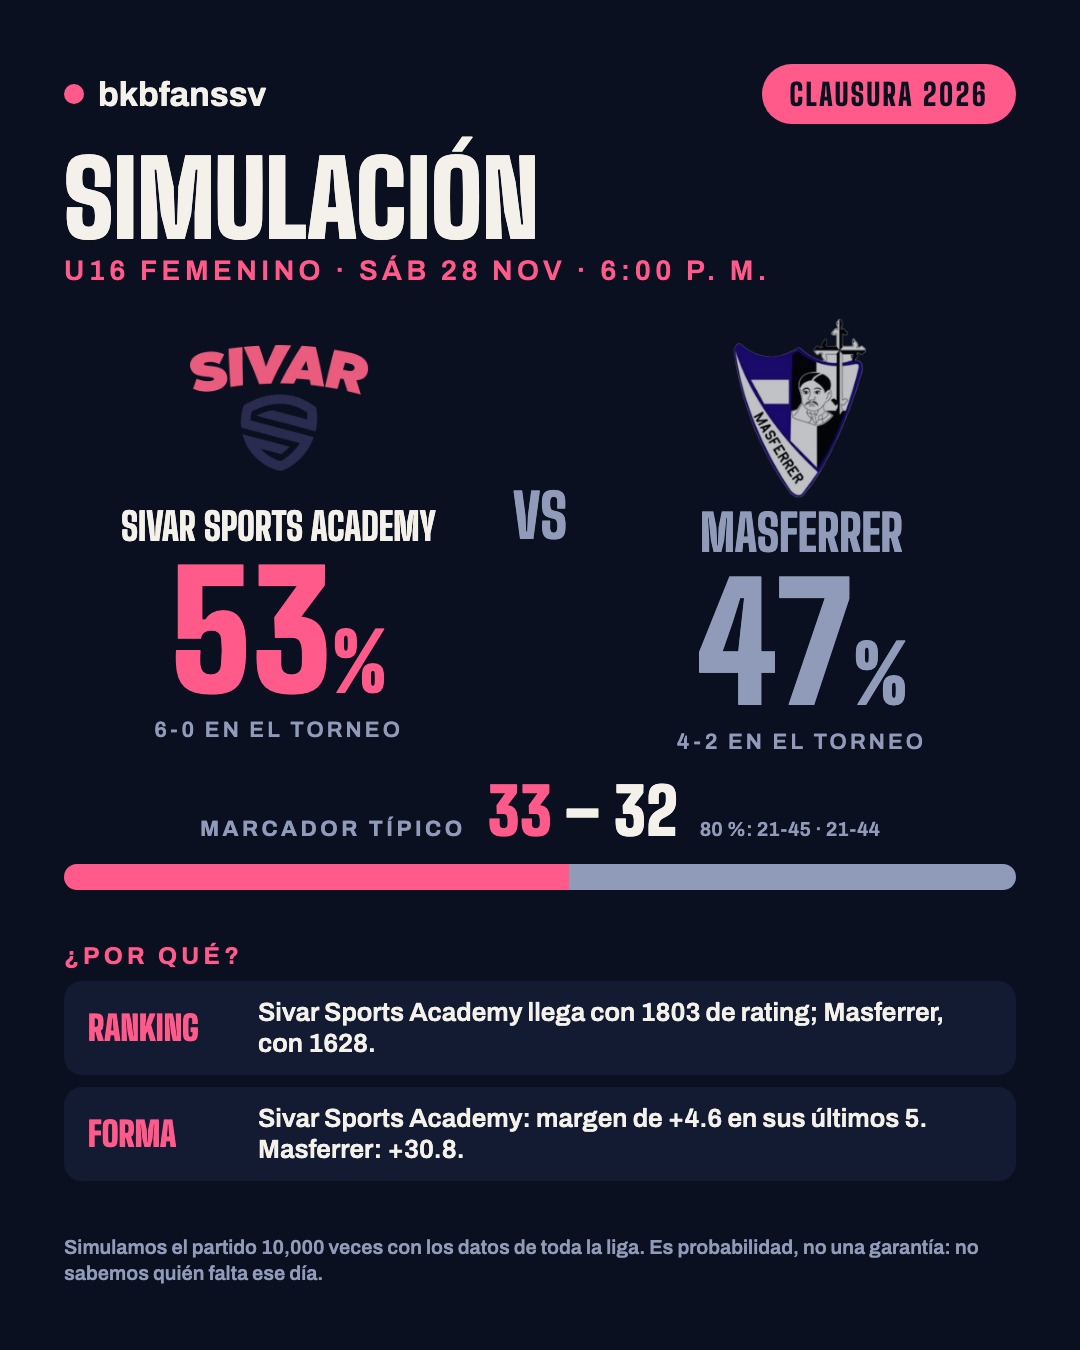 bkbfanssv
CLAUSURA 2026
SIMULACIÓN
U16 FEMENINO · SÁB 28 NOV · 6:00 P. M.
SIVAR
MASFERRER
SIVAR SPORTS ACADEMY
VS
MASFERRER
53%
47%
6-0 EN EL TORNEO
4-2 EN EL TORNEO
MARCADOR TÍPICO 33 – 32 80 %: 21-45 · 21-44
¿POR QUÉ?
RANKING
Sivar Sports Academy llega con 1803 de rating; Masferrer,
con 1628.
FORMA
Sivar Sports Academy: margen de +4.6 en sus últimos 5.
Masferrer: +30.8.
Simulamos el partido 10,000 veces con los datos de toda la liga. Es probabilidad, no una garantía: no
sabemos quién falta ese día.